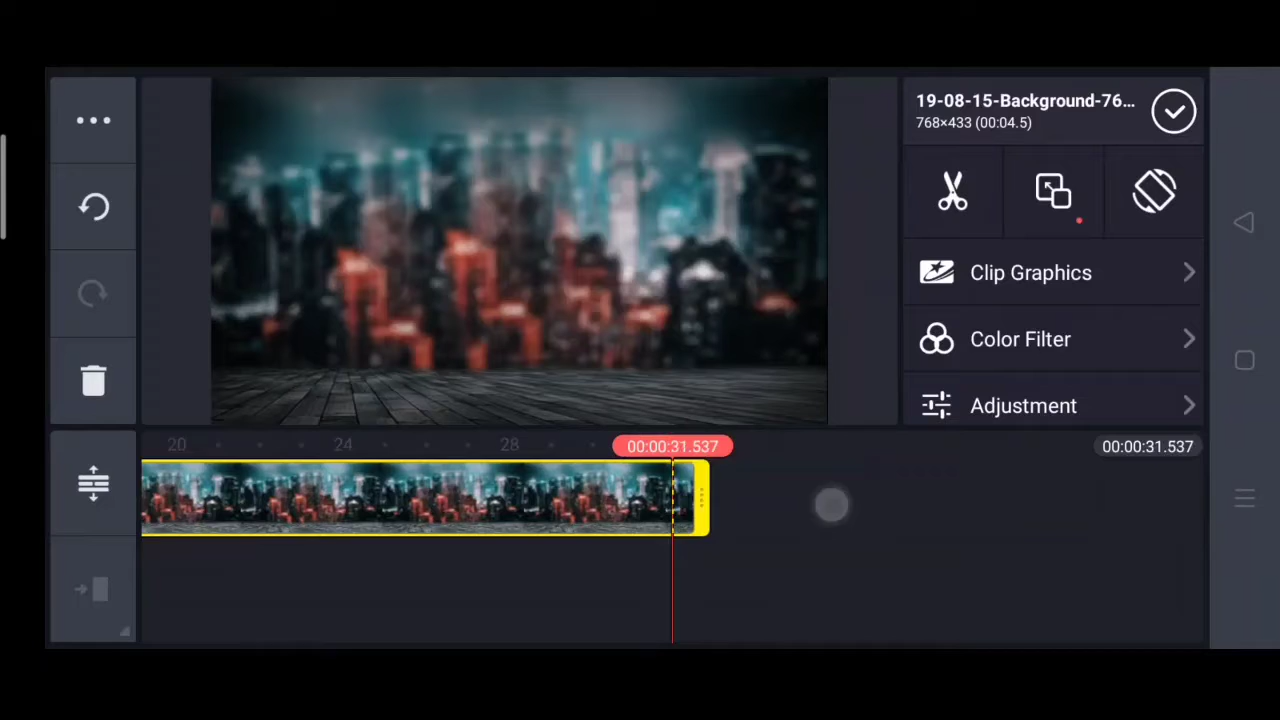 19-08-15-Background-76...
768×433 (00:04.5)
Clip Graphics
Color Filter
Adjustment
20
24
28
00:00:31.537
00:00:31.537